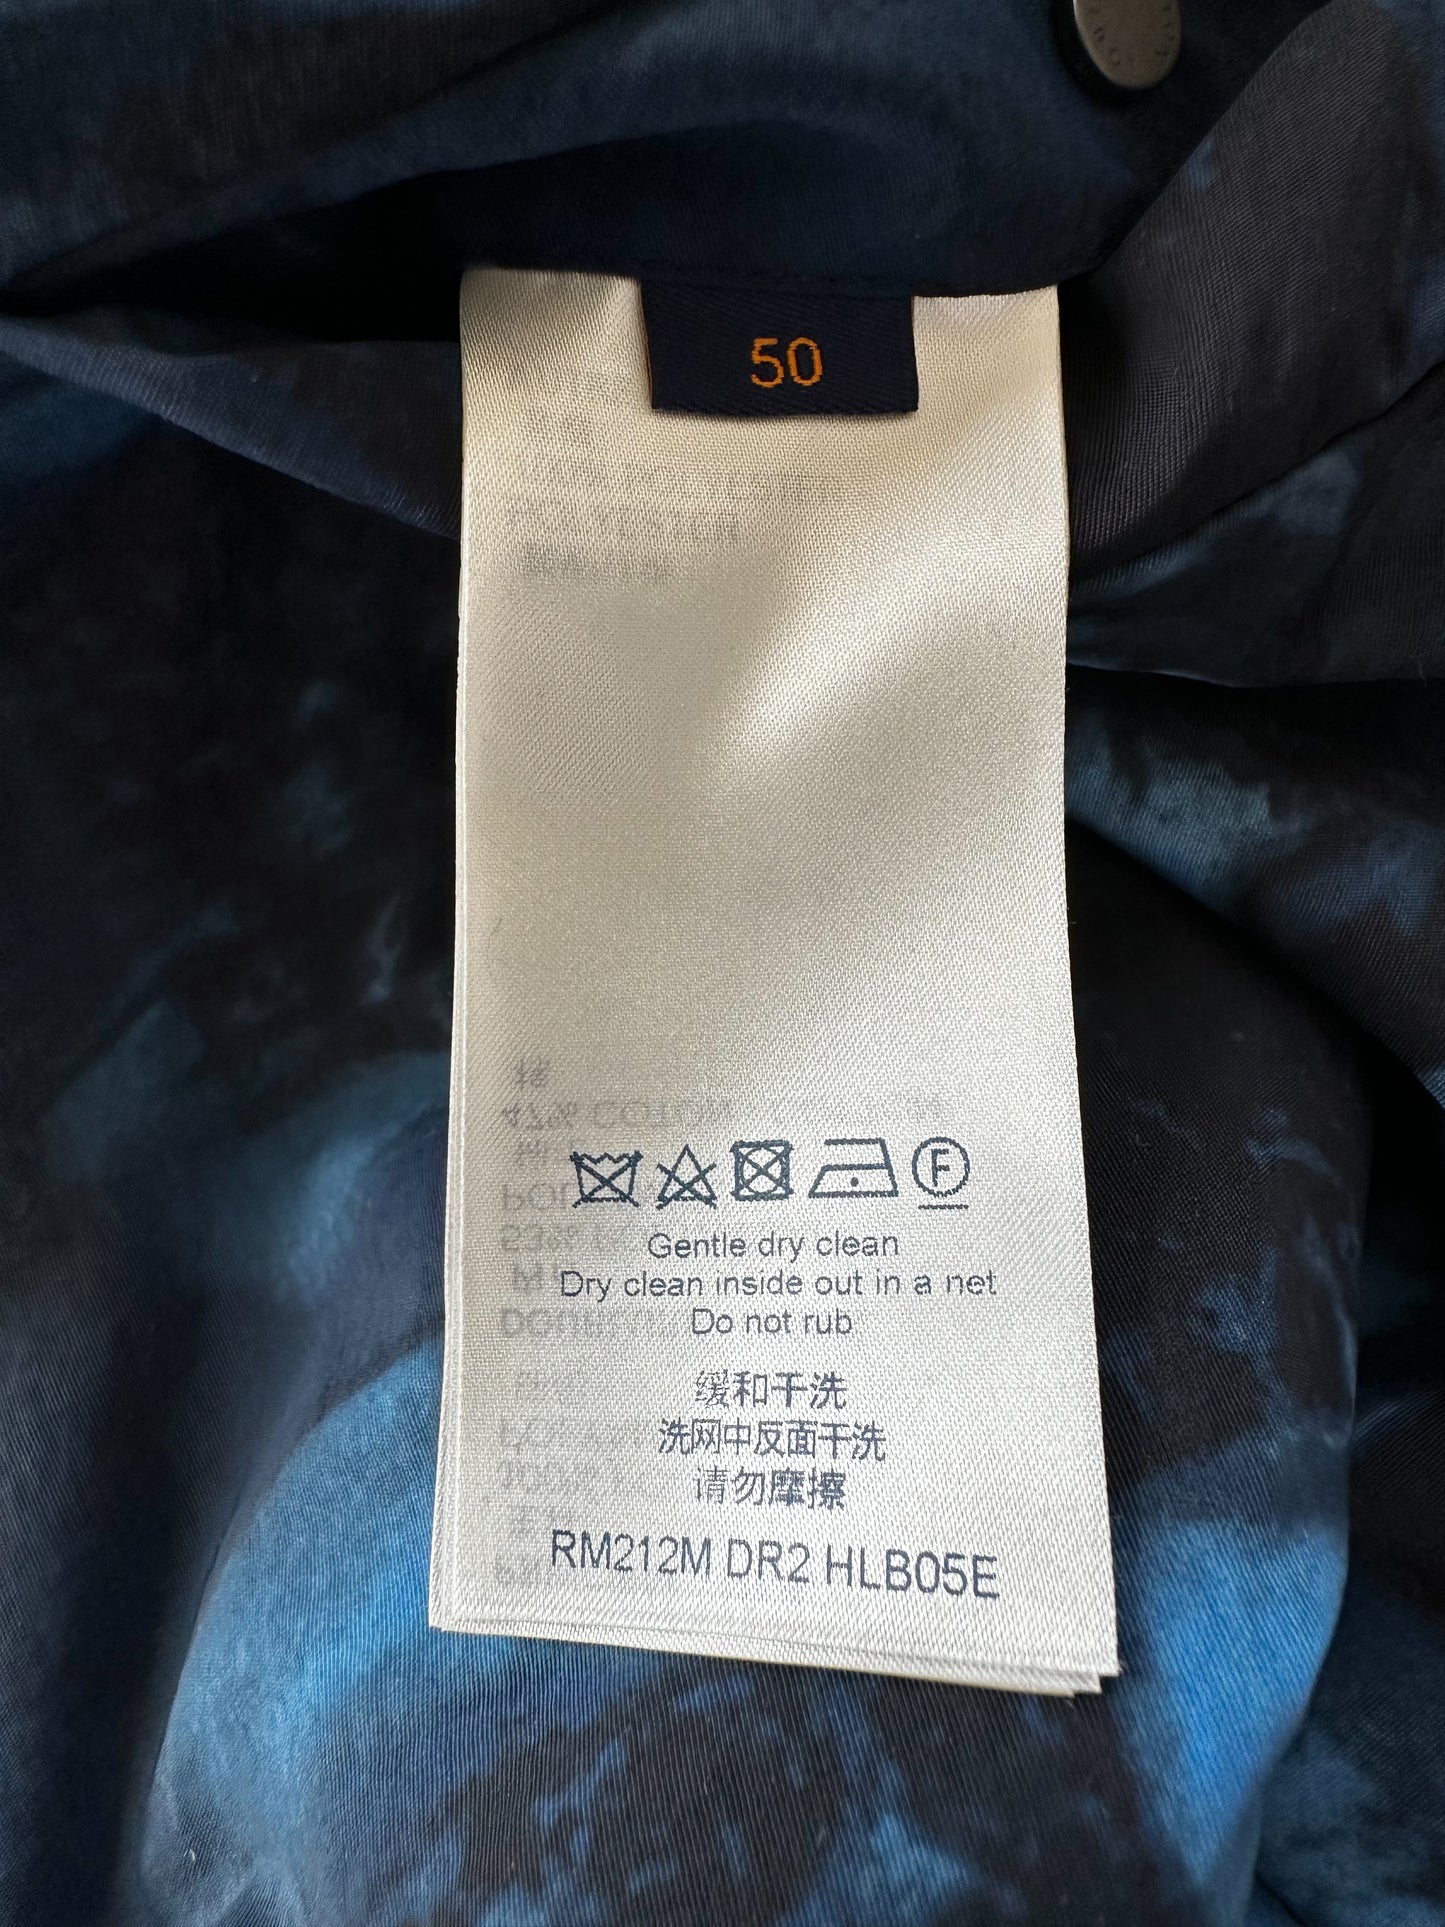 50
F
Gentle dry clean
Dry clean inside out in a net
Do not rub
缓和干洗
洗网中反面干洗
请勿摩擦
RM212M DR2 HLB05E